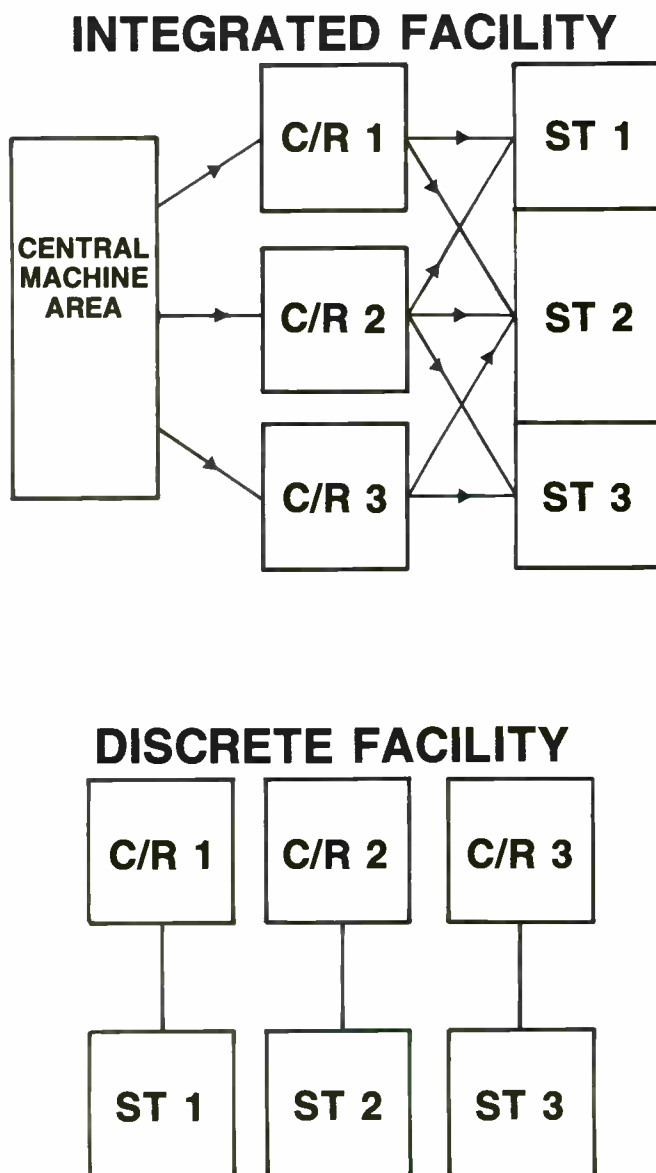 INTEGRATED FACILITY
C/R 1
ST 1
CENTRAL
MACHINE
AREA
C/R 2
ST 2
C/R 3
ST 3
DISCRETE FACILITY
C/R 1
C/R 2
C/R 3
ST 1
ST 2
ST 3